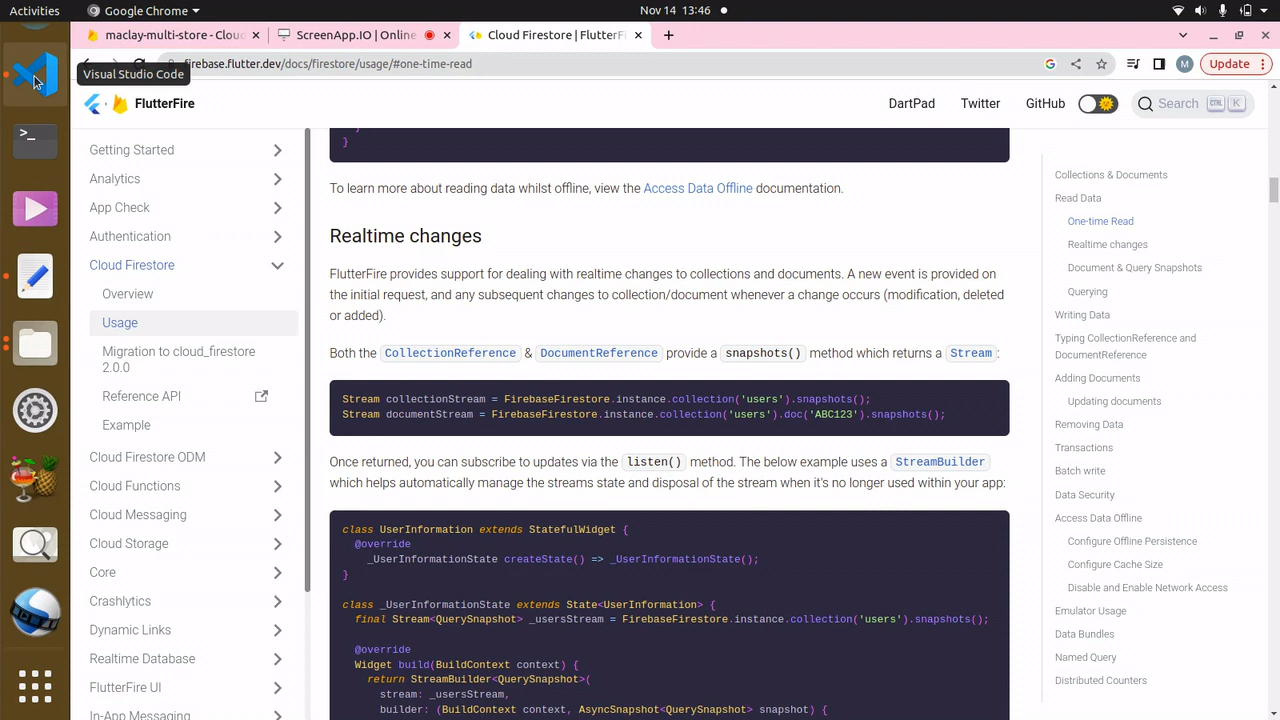 Activities
Google Chrome
Nov 14 13:46
maclay-multi-store - Clou
ScreenApp.IO | Online
Cloud Firestore | FlutterF
Visual Studio Code
firebase.flutter.dev/docs/firestore/usage/#one-time-read
M
Update
FlutterFire
DartPad
Twitter
GitHub
Search
CTRL
K
Getting Started
Analytics
App Check
Authentication
Cloud Firestore
Overview
Usage
Migration to cloud_firestore
2.0.0
Reference API
Example
Cloud Firestore ODM
Cloud Functions
Cloud Messaging
Cloud Storage
Core
Crashlytics
Dynamic Links
Realtime Database
FlutterFire UI
In-App Messaging
}
}
To learn more about reading data whilst offline, view the Access Data Offline documentation.
Realtime changes
FlutterFire provides support for dealing with realtime changes to collections and documents. A new event is provided on
the initial request, and any subsequent changes to collection/document whenever a change occurs (modification, deleted
or added).
Both the CollectionReference & DocumentReference provide a snapshots() method which returns a Stream:
Stream collectionStream = FirebaseFirestore.instance.collection('users').snapshots();
Stream documentStream = FirebaseFirestore.instance.collection('users').doc('ABC123').snapshots();
Once returned, you can subscribe to updates via the listen() method. The below example uses a StreamBuilder
which helps automatically manage the streams state and disposal of the stream when it's no longer used within your app:
class UserInformation extends StatefulWidget {
@override
_UserInformationState createState() => _UserInformationState();
}
class _UserInformationState extends State<UserInformation> {
final Stream<QuerySnapshot> _usersStream = FirebaseFirestore.instance.collection('users').snapshots();
@override
Widget build(BuildContext context) {
return StreamBuilder<QuerySnapshot>(
stream: _usersStream,
builder: (BuildContext context, AsyncSnapshot<QuerySnapshot> snapshot) {
Collections & Documents
Read Data
One-time Read
Realtime changes
Document & Query Snapshots
Querying
Writing Data
Typing CollectionReference and
DocumentReference
Adding Documents
Updating documents
Removing Data
Transactions
Batch write
Data Security
Access Data Offline
Configure Offline Persistence
Configure Cache Size
Disable and Enable Network Access
Emulator Usage
Data Bundles
Named Query
Distributed Counters